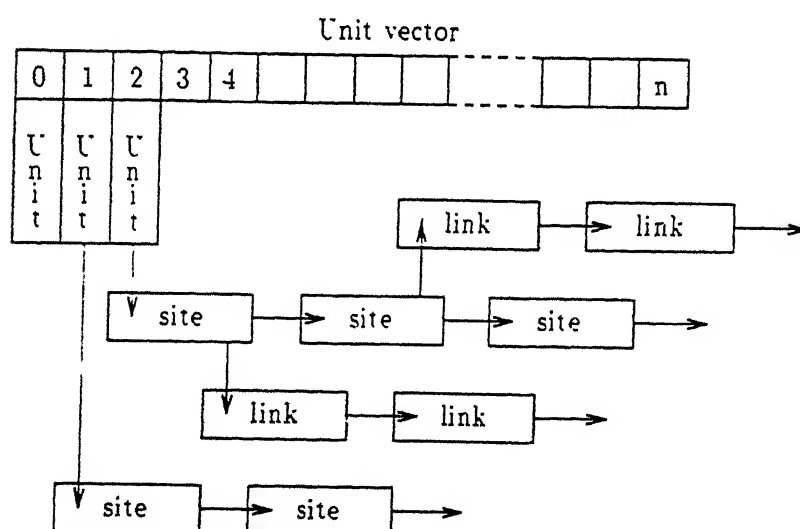 Unit vector
0 1 2 3 4 n
Unit Unit Unit
link link
site site site
link link
site site